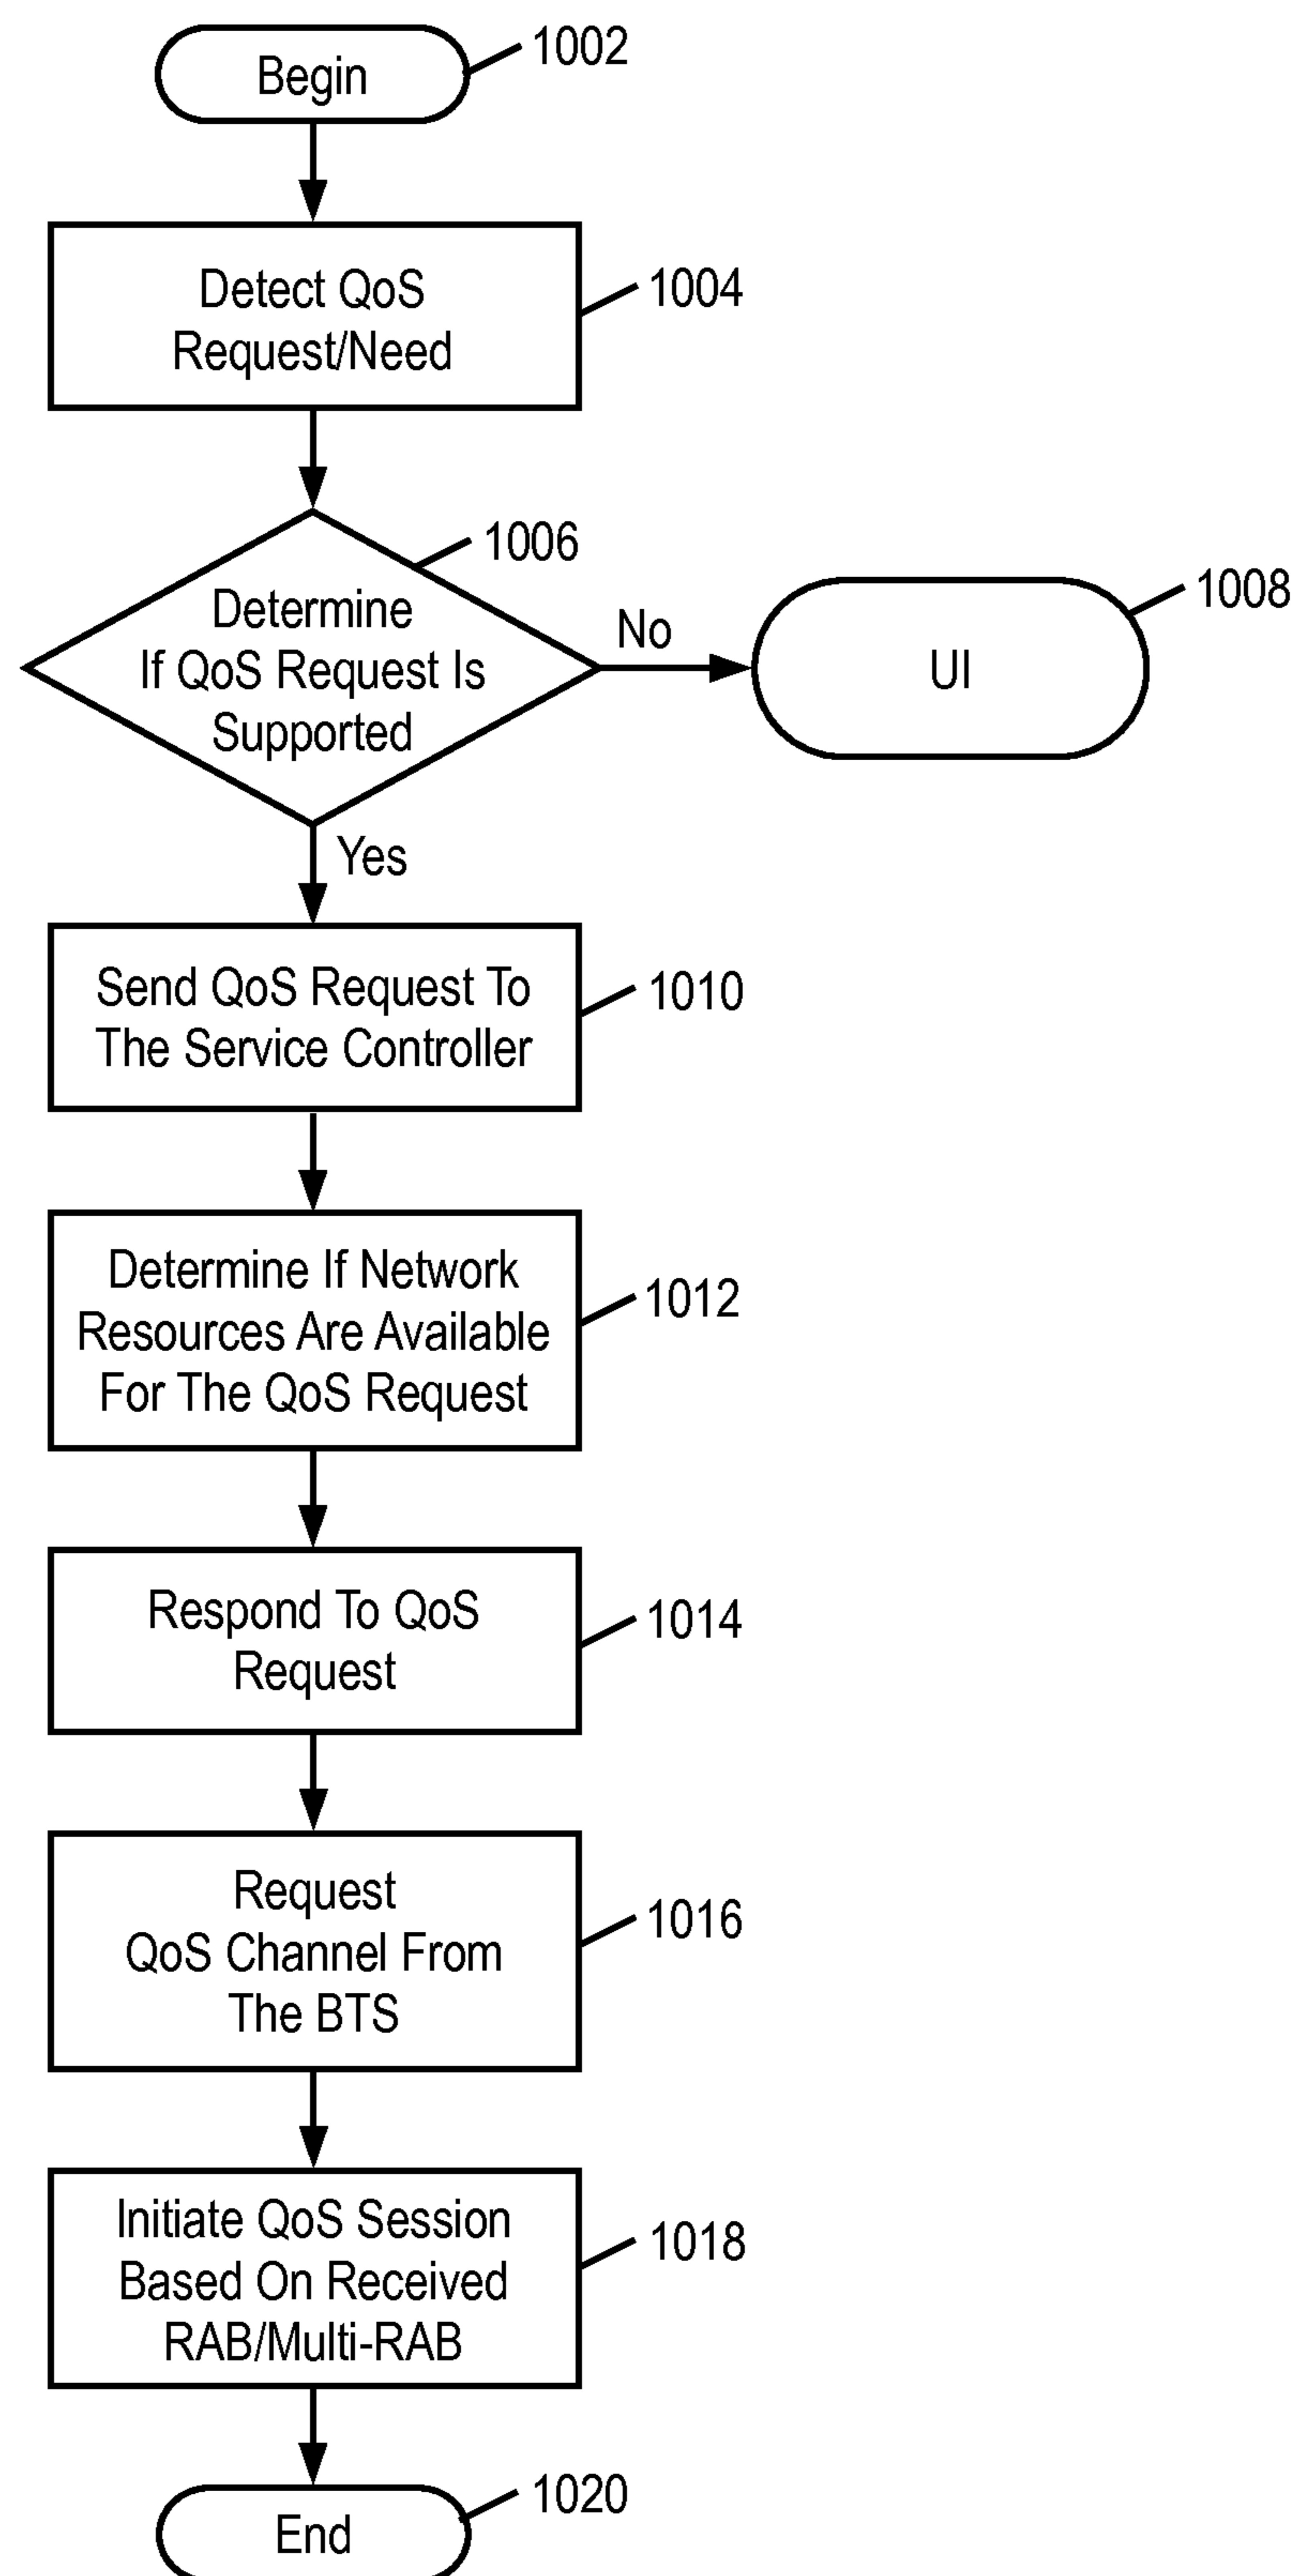 Begin
1002
Detect QoS
Request/Need
1004
1006
Determine
If QoS Request Is
Supported
No
1008
UI
Yes
Send QoS Request To
The Service Controller
1010
Determine If Network
Resources Are Available
For The QoS Request
1012
Respond To QoS
Request
1014
Request
QoS Channel From
The BTS
1016
Initiate QoS Session
Based On Received
RAB/Multi-RAB
1018
End
1020